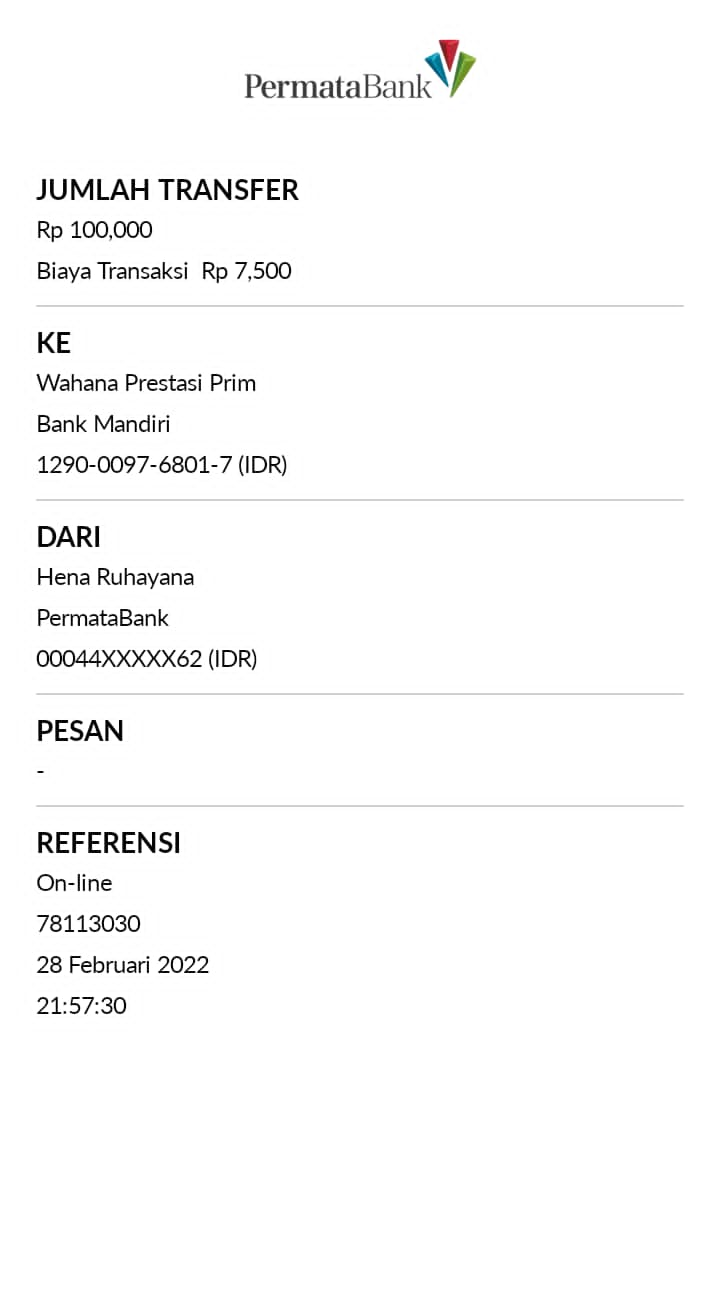 PermataBank
JUMLAH TRANSFER
Rp 100,000
Biaya Transaksi  Rp 7,500
KE
Wahana Prestasi Prim
Bank Mandiri
1290-0097-6801-7 (IDR)
DARI
Hena Ruhayana
PermataBank
00044XXXXX62 (IDR)
PESAN
-
REFERENSI
On-line
78113030
28 Februari 2022
21:57:30